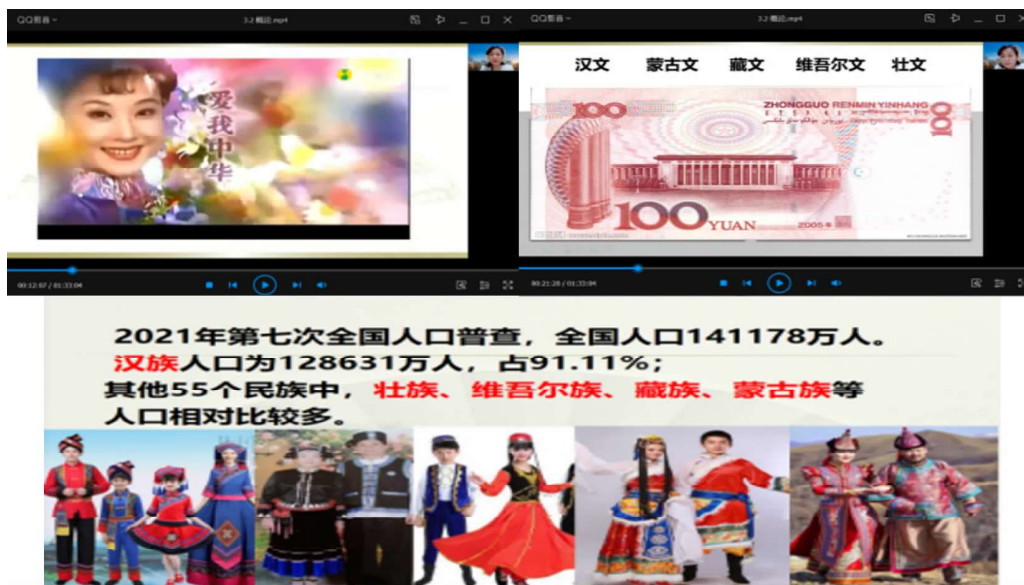 QQ影音
3.2 概论.mp4
爱我中华
00:12:07 / 01:33:04
QQ影音
3.2 概论.mp4
汉文 蒙古文 藏文 维吾尔文 壮文
100
ZHONGGUO RENMIN YINHANG
100
100 YUAN
2005年
00:21:20 / 01:33:04
2021年第七次全国人口普查，全国人口141178万人。
汉族人口为128631万人，占91.11%；
其他55个民族中，壮族、维吾尔族、藏族、蒙古族等
人口相对比较多。